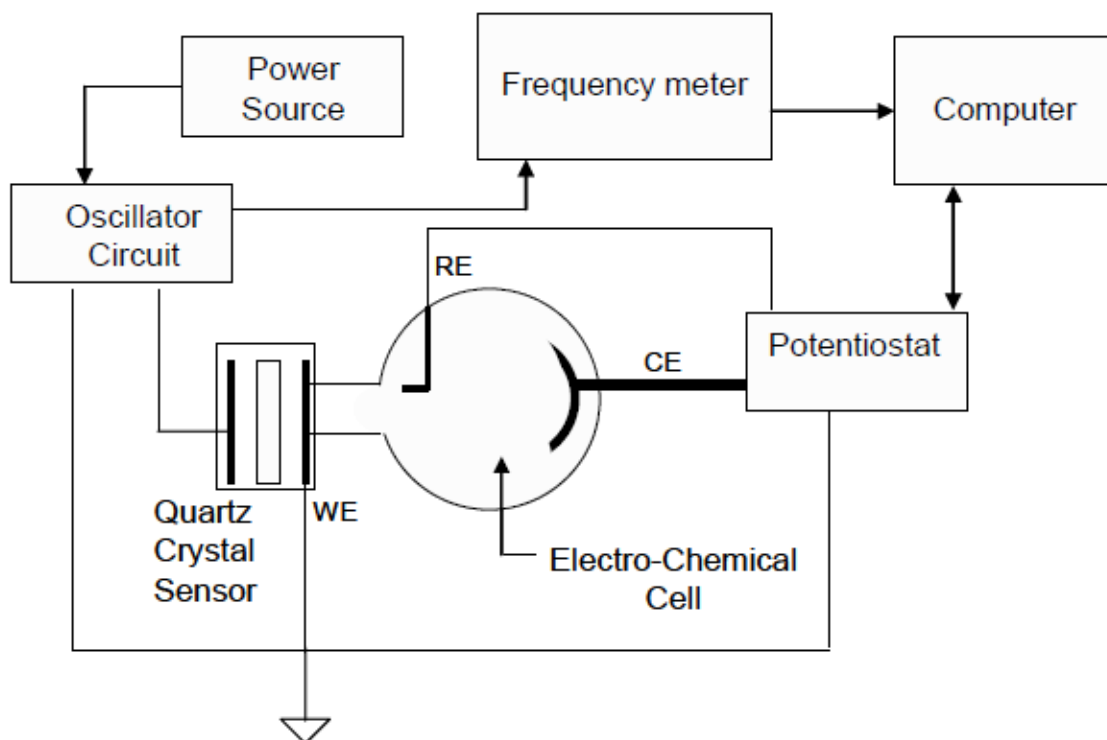 Power
Source
Frequency meter
Computer
Oscillator
Circuit
RE
Potentiostat
CE
Quartz
Crystal
Sensor
WE
Electro-Chemical
Cell